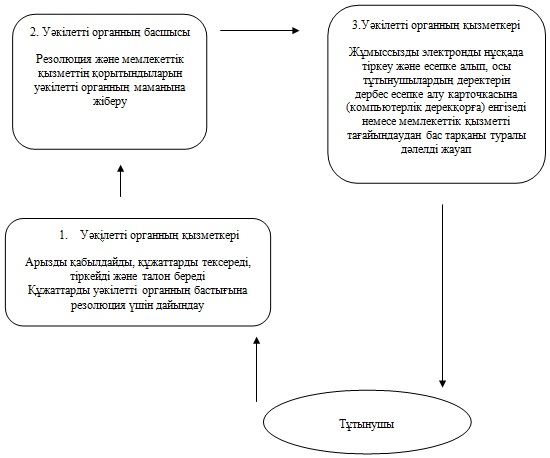 2. Уәкілетті органның басшысы
Резолюция және мемлекеттік
қызметтін қорытындыларын
уәкілетті органның маманына
жіберу
3.Уәкілетті органның қызметкері
Жұмыссызды электронды нұсқада
тіркеу және есепке алып, осы
тұтынушылардың деректерін
дербес есепке алу карточкасына
(компьютерлік дерекқорға) енгізеді
немесе мемлекеттік қызметті
тағайындаудан бас тарқаны туралы
дәлелді жауап
1. Уәкілетті органның қызметкері
Арызды қабылдайды, құжаттарды тексереді,
тіркейді және талон береді
Құжаттарды уәкілетті органның бастығына
резолюция үшін дайындау
Тұтынушы